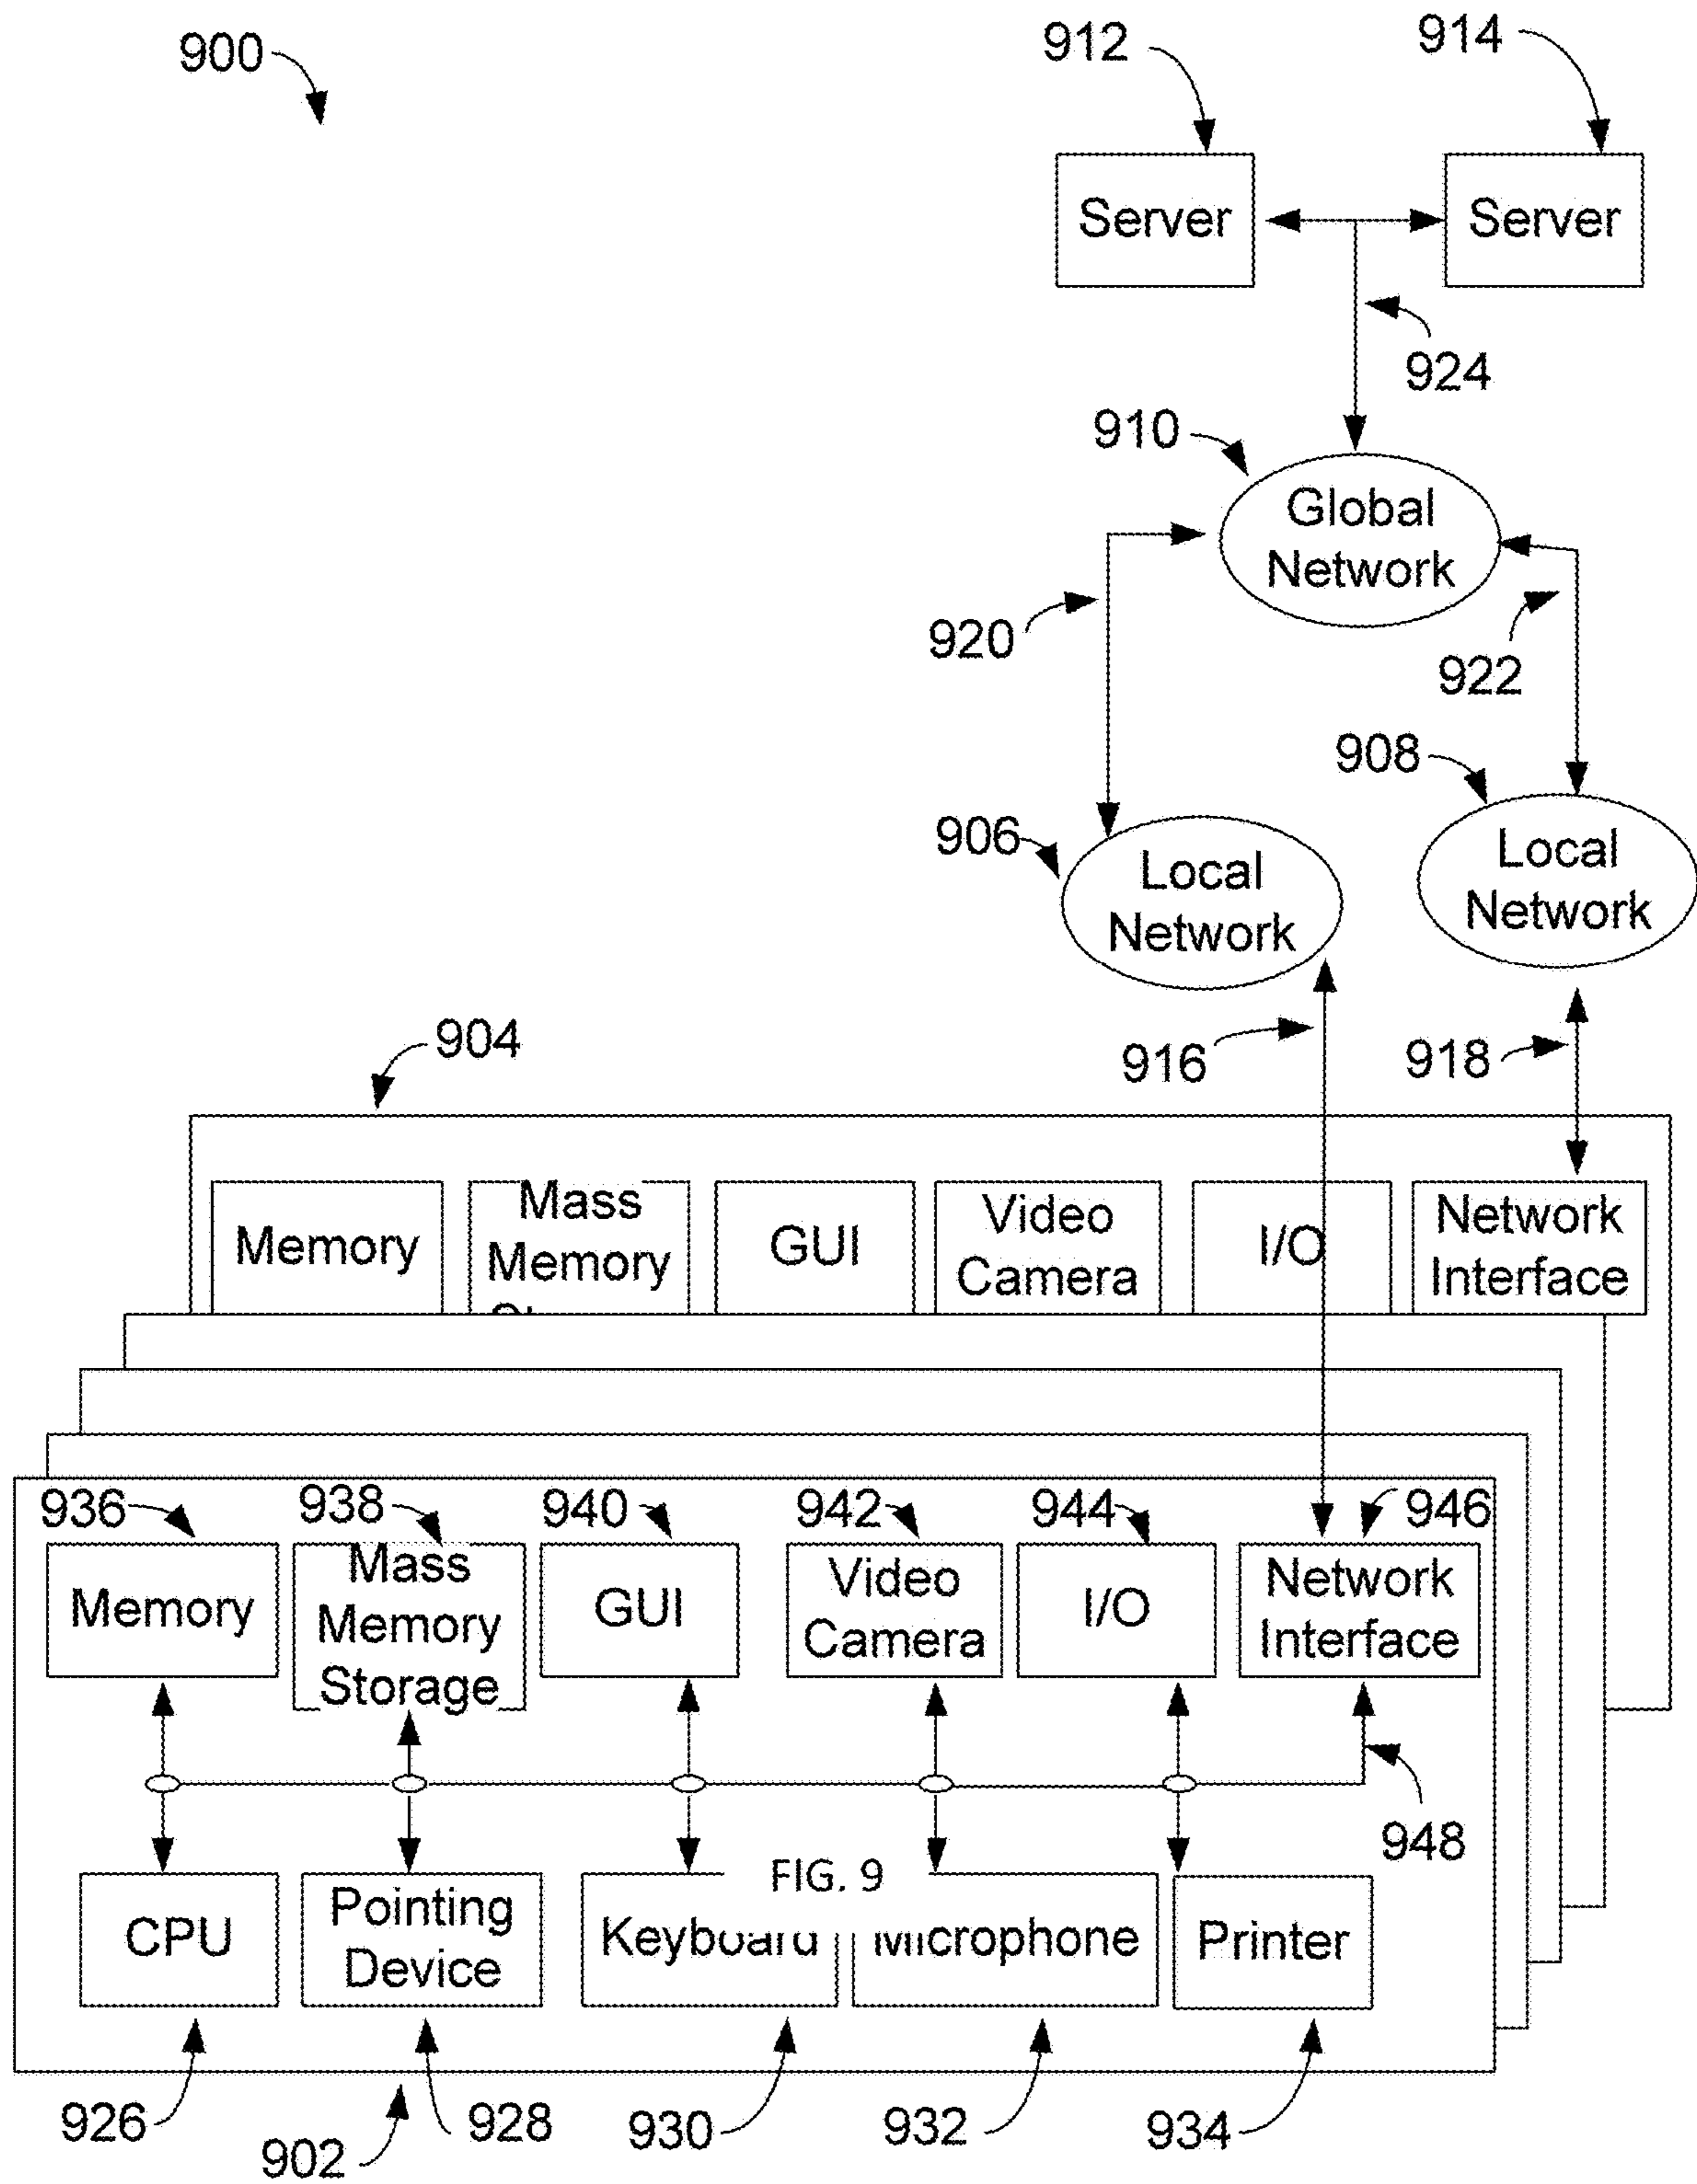 900
912
914
Server
Server
924
910
Global
Network
920
922
908
906
Local
Network
Local
Network
904
916
918
Memory
Mass
Memory
GUI
Video
Camera
I/O
Network
Interface
936
938
940
942
944
946
Memory
Mass
Memory
Storage
GUI
Video
Camera
I/O
Network
Interface
948
FIG. 9
CPU
Pointing
Device
Keyboard
Microphone
Printer
926
902
928
930
932
934